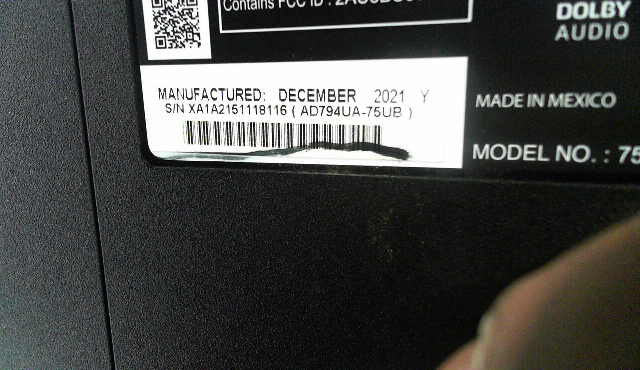 Contains FCC ID :
DOLBY
AUDIO
MANUFACTURED: DECEMBER 2021 Y
S/N XA1A2151118116 ( AD794UA-75UB )
MADE IN MEXICO
MODEL NO. : 75